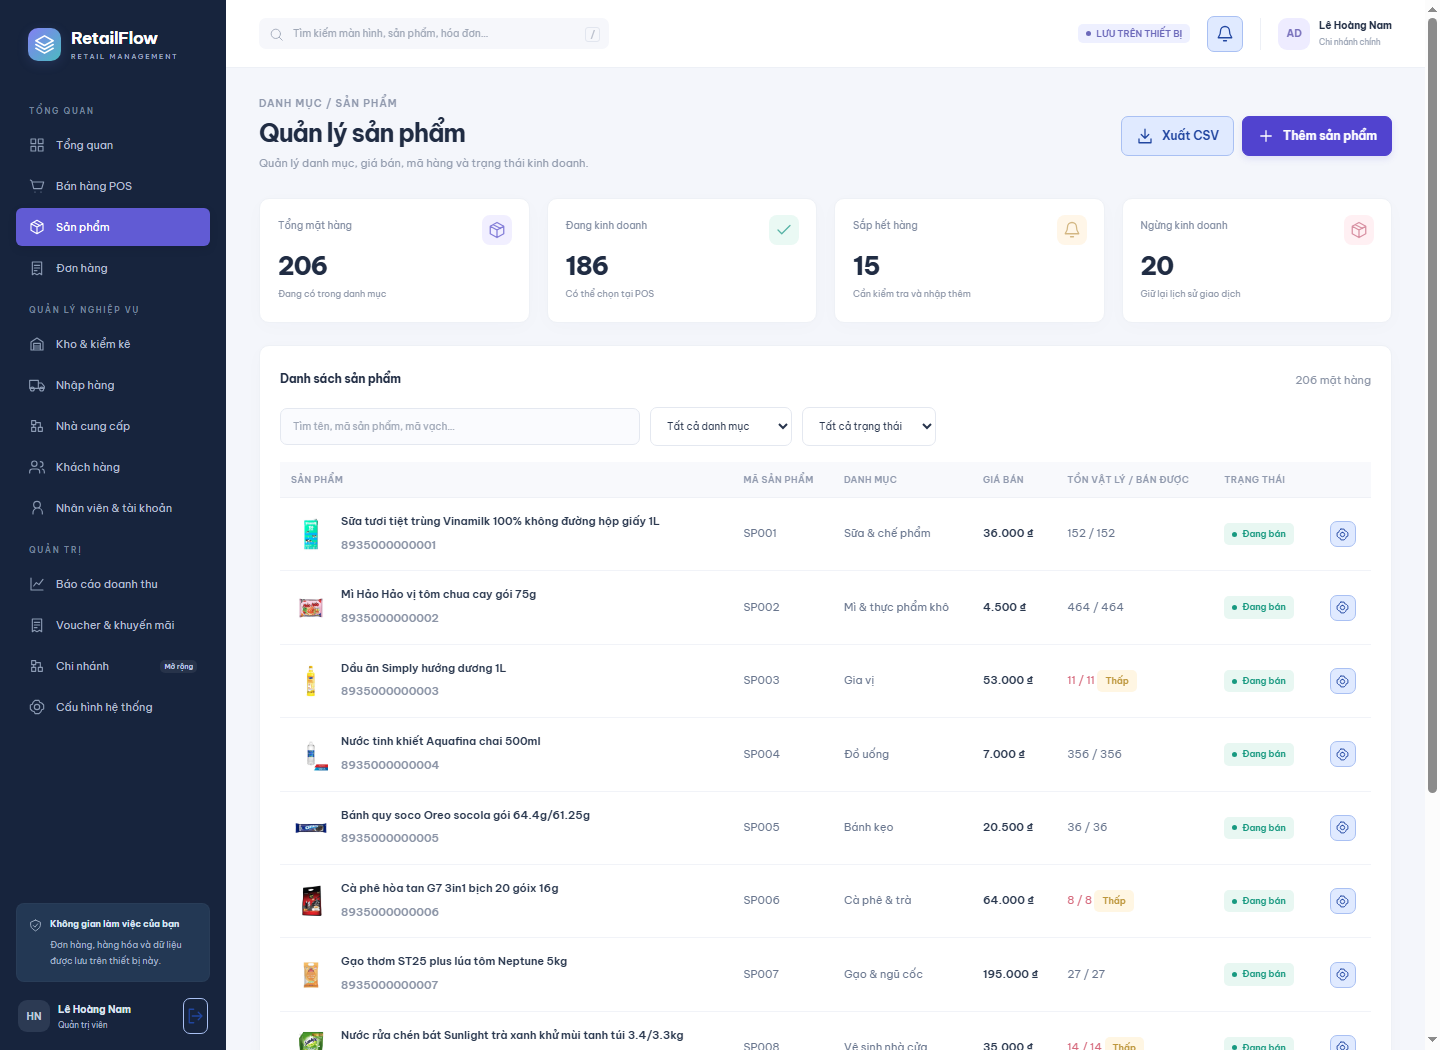 RetailFlow
RETAIL MANAGEMENT
TỔNG QUAN
Tổng quan
Bán hàng POS
Sản phẩm
Đơn hàng
QUẢN LÝ NGHIỆP VỤ
Kho & kiểm kê
Nhập hàng
Nhà cung cấp
Khách hàng
Nhân viên & tài khoản
QUẢN TRỊ
Báo cáo doanh thu
Voucher & khuyến mãi
Chi nhánh Mở rộng
Cấu hình hệ thống
Không gian làm việc của bạn
Đơn hàng, hàng hóa và dữ liệu
được lưu trên thiết bị này.
HN Lê Hoàng Nam
Quản trị viên
Tìm kiếm màn hình, sản phẩm, hóa đơn... /
LƯU TRÊN THIẾT BỊ
AD Lê Hoàng Nam
Chi nhánh chính
DANH MỤC / SẢN PHẨM
Quản lý sản phẩm
Quản lý danh mục, giá bán, mã hàng và trạng thái kinh doanh.
Xuất CSV
Thêm sản phẩm
Tổng mặt hàng
206
Đang có trong danh mục
Đang kinh doanh
186
Có thể chọn tại POS
Sắp hết hàng
15
Cần kiểm tra và nhập thêm
Ngừng kinh doanh
20
Giữ lại lịch sử giao dịch
Danh sách sản phẩm
206 mặt hàng
Tìm tên, mã sản phẩm, mã vạch...
Tất cả danh mục
Tất cả trạng thái
SẢN PHẨM MÃ SẢN PHẨM DANH MỤC GIÁ BÁN TỒN VẬT LÝ / BÁN ĐƯỢC TRẠNG THÁI
Sữa tươi tiệt trùng Vinamilk 100% không đường hộp giấy 1L
8935000000001
SP001 Sữa & chế phẩm 36.000 ₫ 152 / 152 Đang bán
Mì Hảo Hảo vị tôm chua cay gói 75g
8935000000002
SP002 Mì & thực phẩm khô 4.500 ₫ 464 / 464 Đang bán
Dầu ăn Simply hướng dương 1L
8935000000003
SP003 Gia vị 53.000 ₫ 11 / 11 Thấp Đang bán
Nước tinh khiết Aquafina chai 500ml
8935000000004
SP004 Đồ uống 7.000 ₫ 356 / 356 Đang bán
Bánh quy soco Oreo socola gói 64.4g/61.25g
8935000000005
SP005 Bánh kẹo 20.500 ₫ 36 / 36 Đang bán
Cà phê hòa tan G7 3in1 bịch 20 góix 16g
8935000000006
SP006 Cà phê & trà 64.000 ₫ 8 / 8 Thấp Đang bán
Gạo thơm ST25 plus lúa tôm Neptune 5kg
8935000000007
SP007 Gạo & ngũ cốc 195.000 ₫ 27 / 27 Đang bán
Nước rửa chén bát Sunlight trà xanh khử mùi tanh túi 3.4/3.3kg
SP008 Vệ sinh nhà cửa 35.000 ₫ 14 / 14 Thấp Đang bán